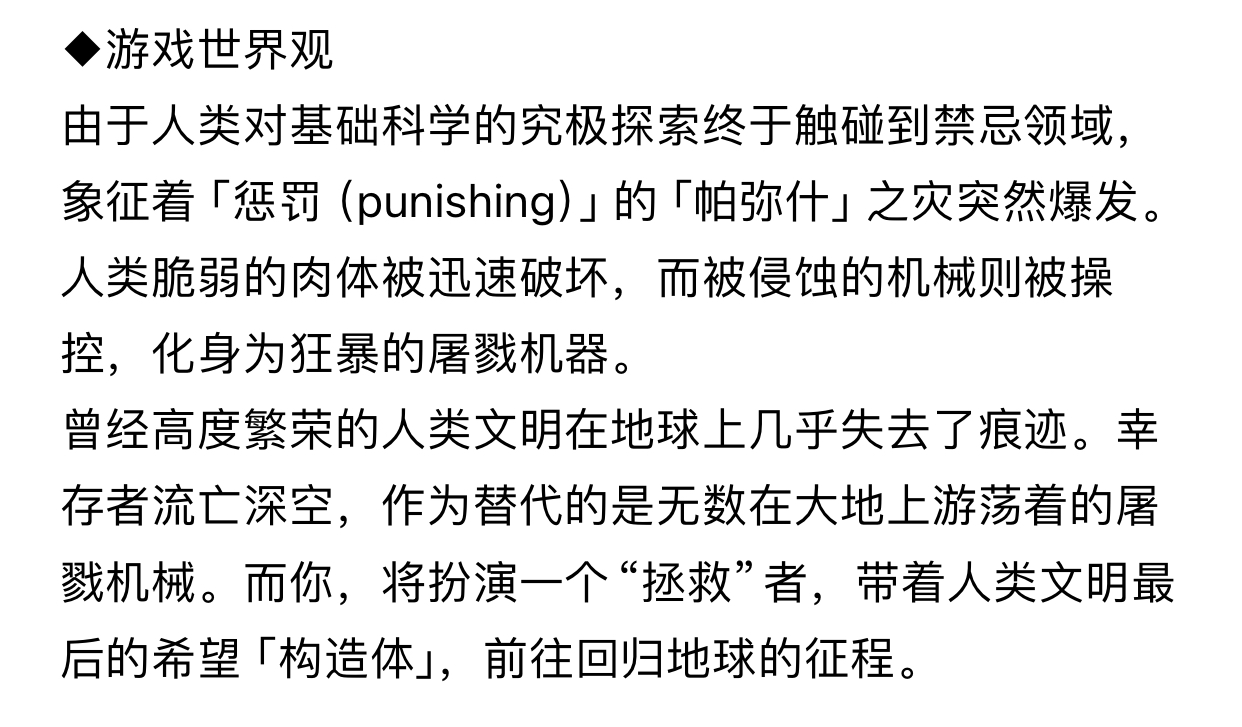 ◆游戏世界观
由于人类对基础科学的究极探索终于触碰到禁忌领域，
象征着「惩罚（punishing）」的「帕弥什」之灾突然爆发。
人类脆弱的肉体被迅速破坏，而被侵蚀的机械则被操
控，化身为狂暴的屠戮机器。
曾经高度繁荣的人类文明在地球上几乎失去了痕迹。幸
存者流亡深空，作为替代的是无数在大地上游荡着的屠
戮机械。而你，将扮演一个“拯救”者，带着人类文明最
后的希望「构造体」，前往回归地球的征程。